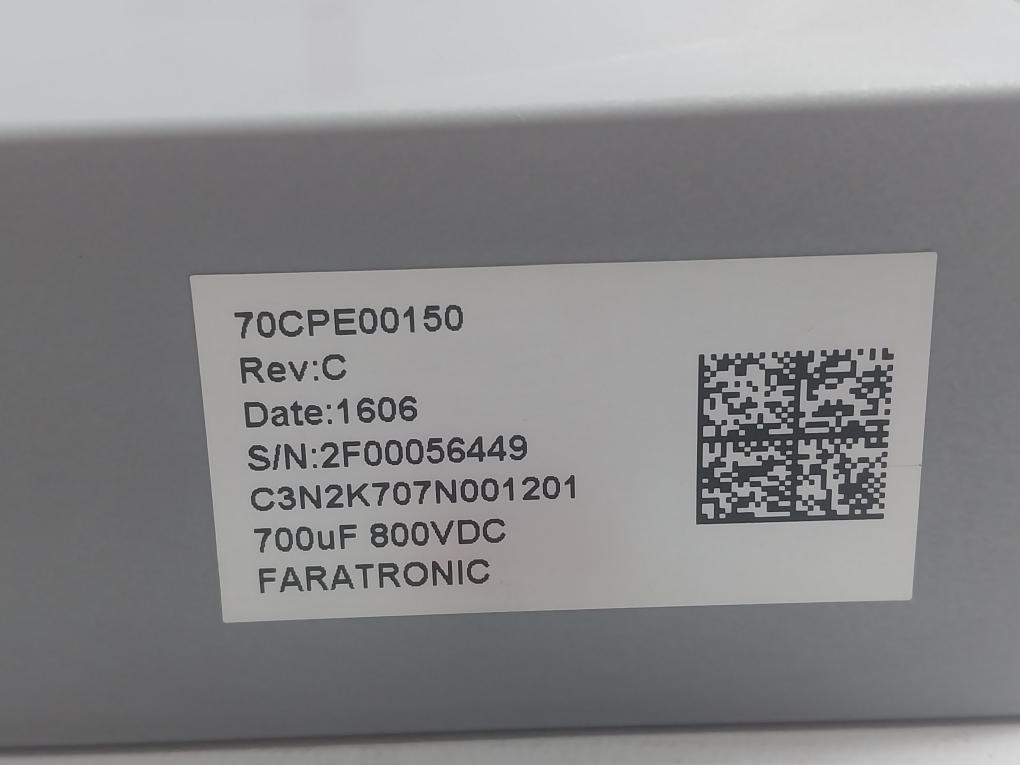 70CPE00150
Rev:C
Date:1606
S/N:2F00056449
C3N2K707N001201
700uF 800VDC
FARATRONIC